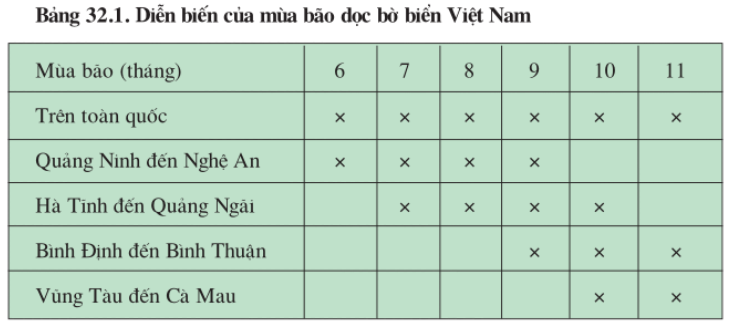 Bảng 32.1. Diễn biến của mùa bão dọc bờ biển Việt Nam
Mùa bão (tháng) 6 7 8 9 10 11
Trên toàn quốc × × × × × ×
Quảng Ninh đến Nghệ An × × × ×
Hà Tĩnh đến Quảng Ngãi × × × ×
Bình Định đến Bình Thuận × × ×
Vũng Tàu đến Cà Mau × ×